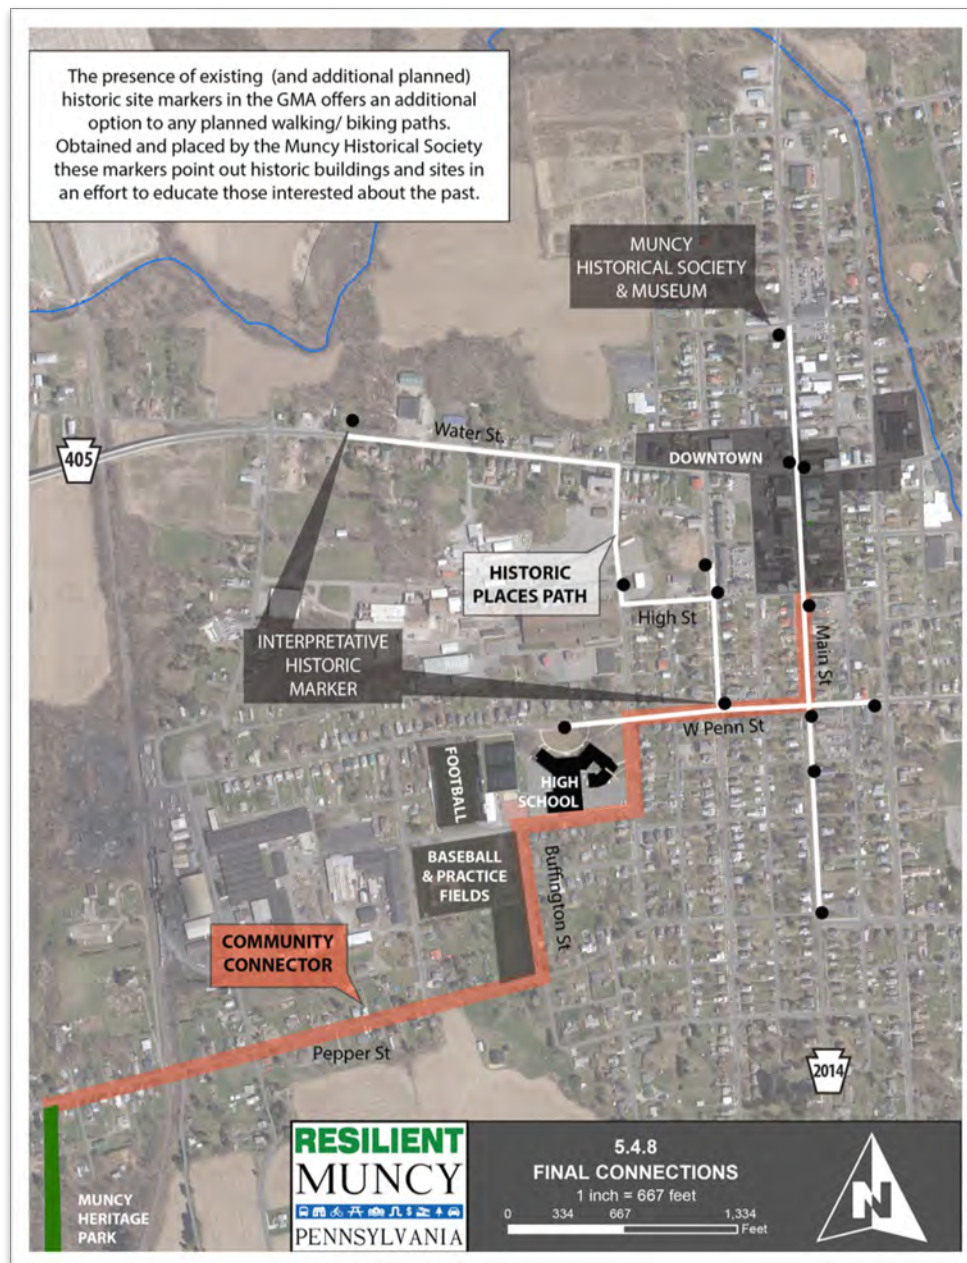 The presence of existing (and additional planned)
historic site markers in the GMA offers an additional
option to any planned walking/ biking paths.
Obtained and placed by the Muncy Historical Society
these markers point out historic buildings and sites in
an effort to educate those interested about the past.
MUNCY
HISTORICAL SOCIETY
& MUSEUM
Water St.
405
DOWNTOWN
HISTORIC
PLACES PATH
High St
Main St
INTERPRETATIVE
HISTORIC
MARKER
W Penn St
FOOTBALL
HIGH
SCHOOL
BASEBALL
& PRACTICE
FIELDS
Buffington St
COMMUNITY
CONNECTOR
Pepper St
2014
MUNCY
HERITAGE
PARK
RESILIENT
MUNCY
PENNSYLVANIA
5.4.8
FINAL CONNECTIONS
1 inch = 667 feet
0 334 667 1,334
Feet
N